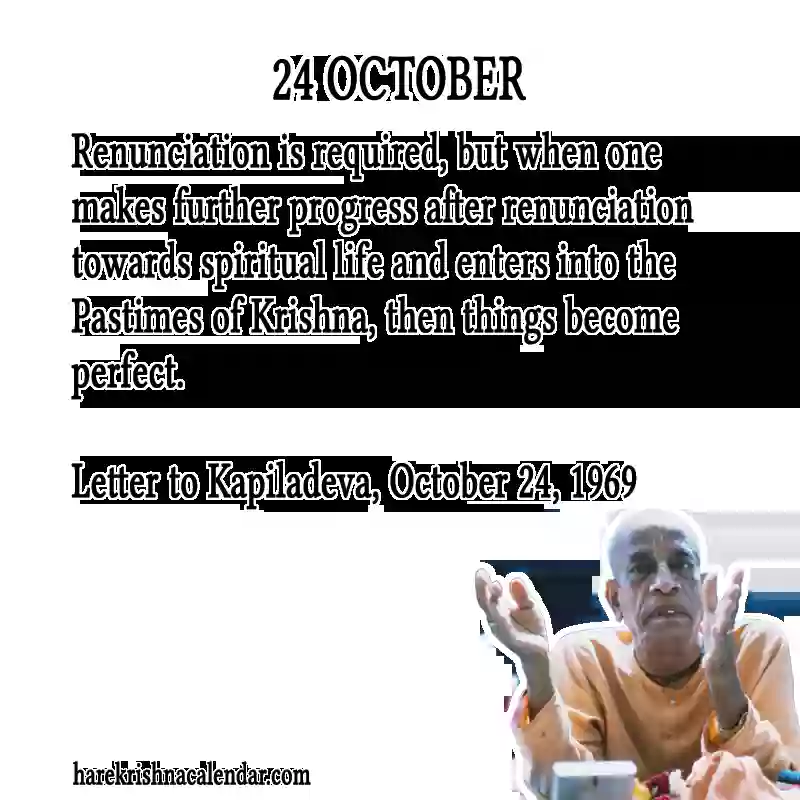 24 OCTOBER
Renunciation is required, but when one
makes further progress after renunciation
towards spiritual life and enters into the
Pastimes of Krishna, then things become
perfect.
Letter to Kapiladeva, October 24, 1969
harekrishnacalendar.com